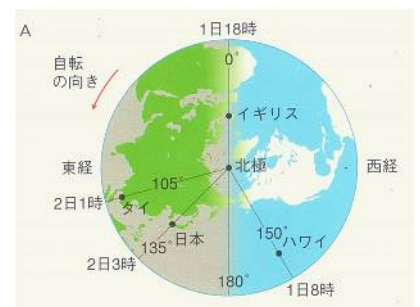 A
1日18時
0°
自転
の向き
イギリス
東経
北極
西経
105°
2日1時
タイ
日本
135°
150°
ハワイ
2日3時
180°
1日8時